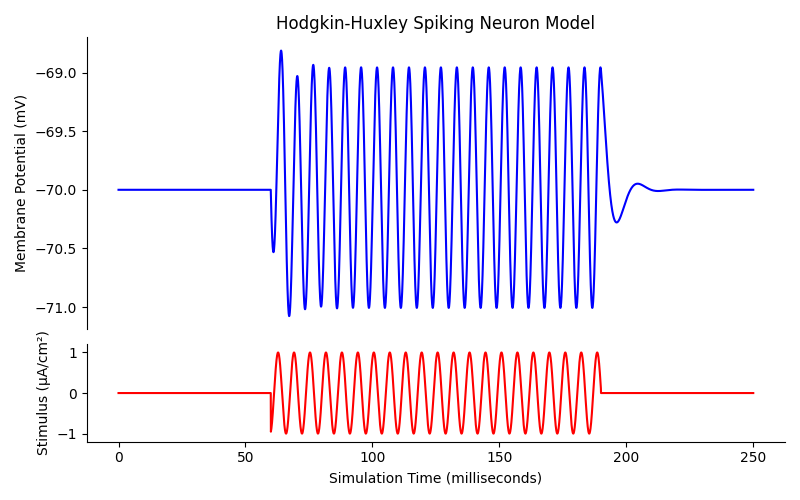 Hodgkin-Huxley Spiking Neuron Model
Membrane Potential (mV)
−69.0
−69.5
−70.0
−70.5
−71.0
Stimulus (µA/cm²)
1
0
−1
0 50 100 150 200 250
Simulation Time (milliseconds)